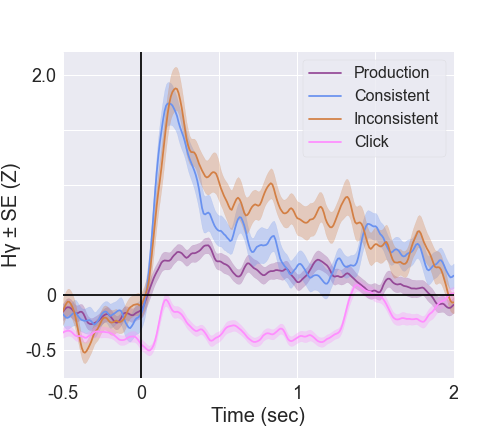 Production
Consistent
Inconsistent
Click
Hγ ± SE (Z)
2.0
0
-0.5
-0.5 0 1 2
Time (sec)